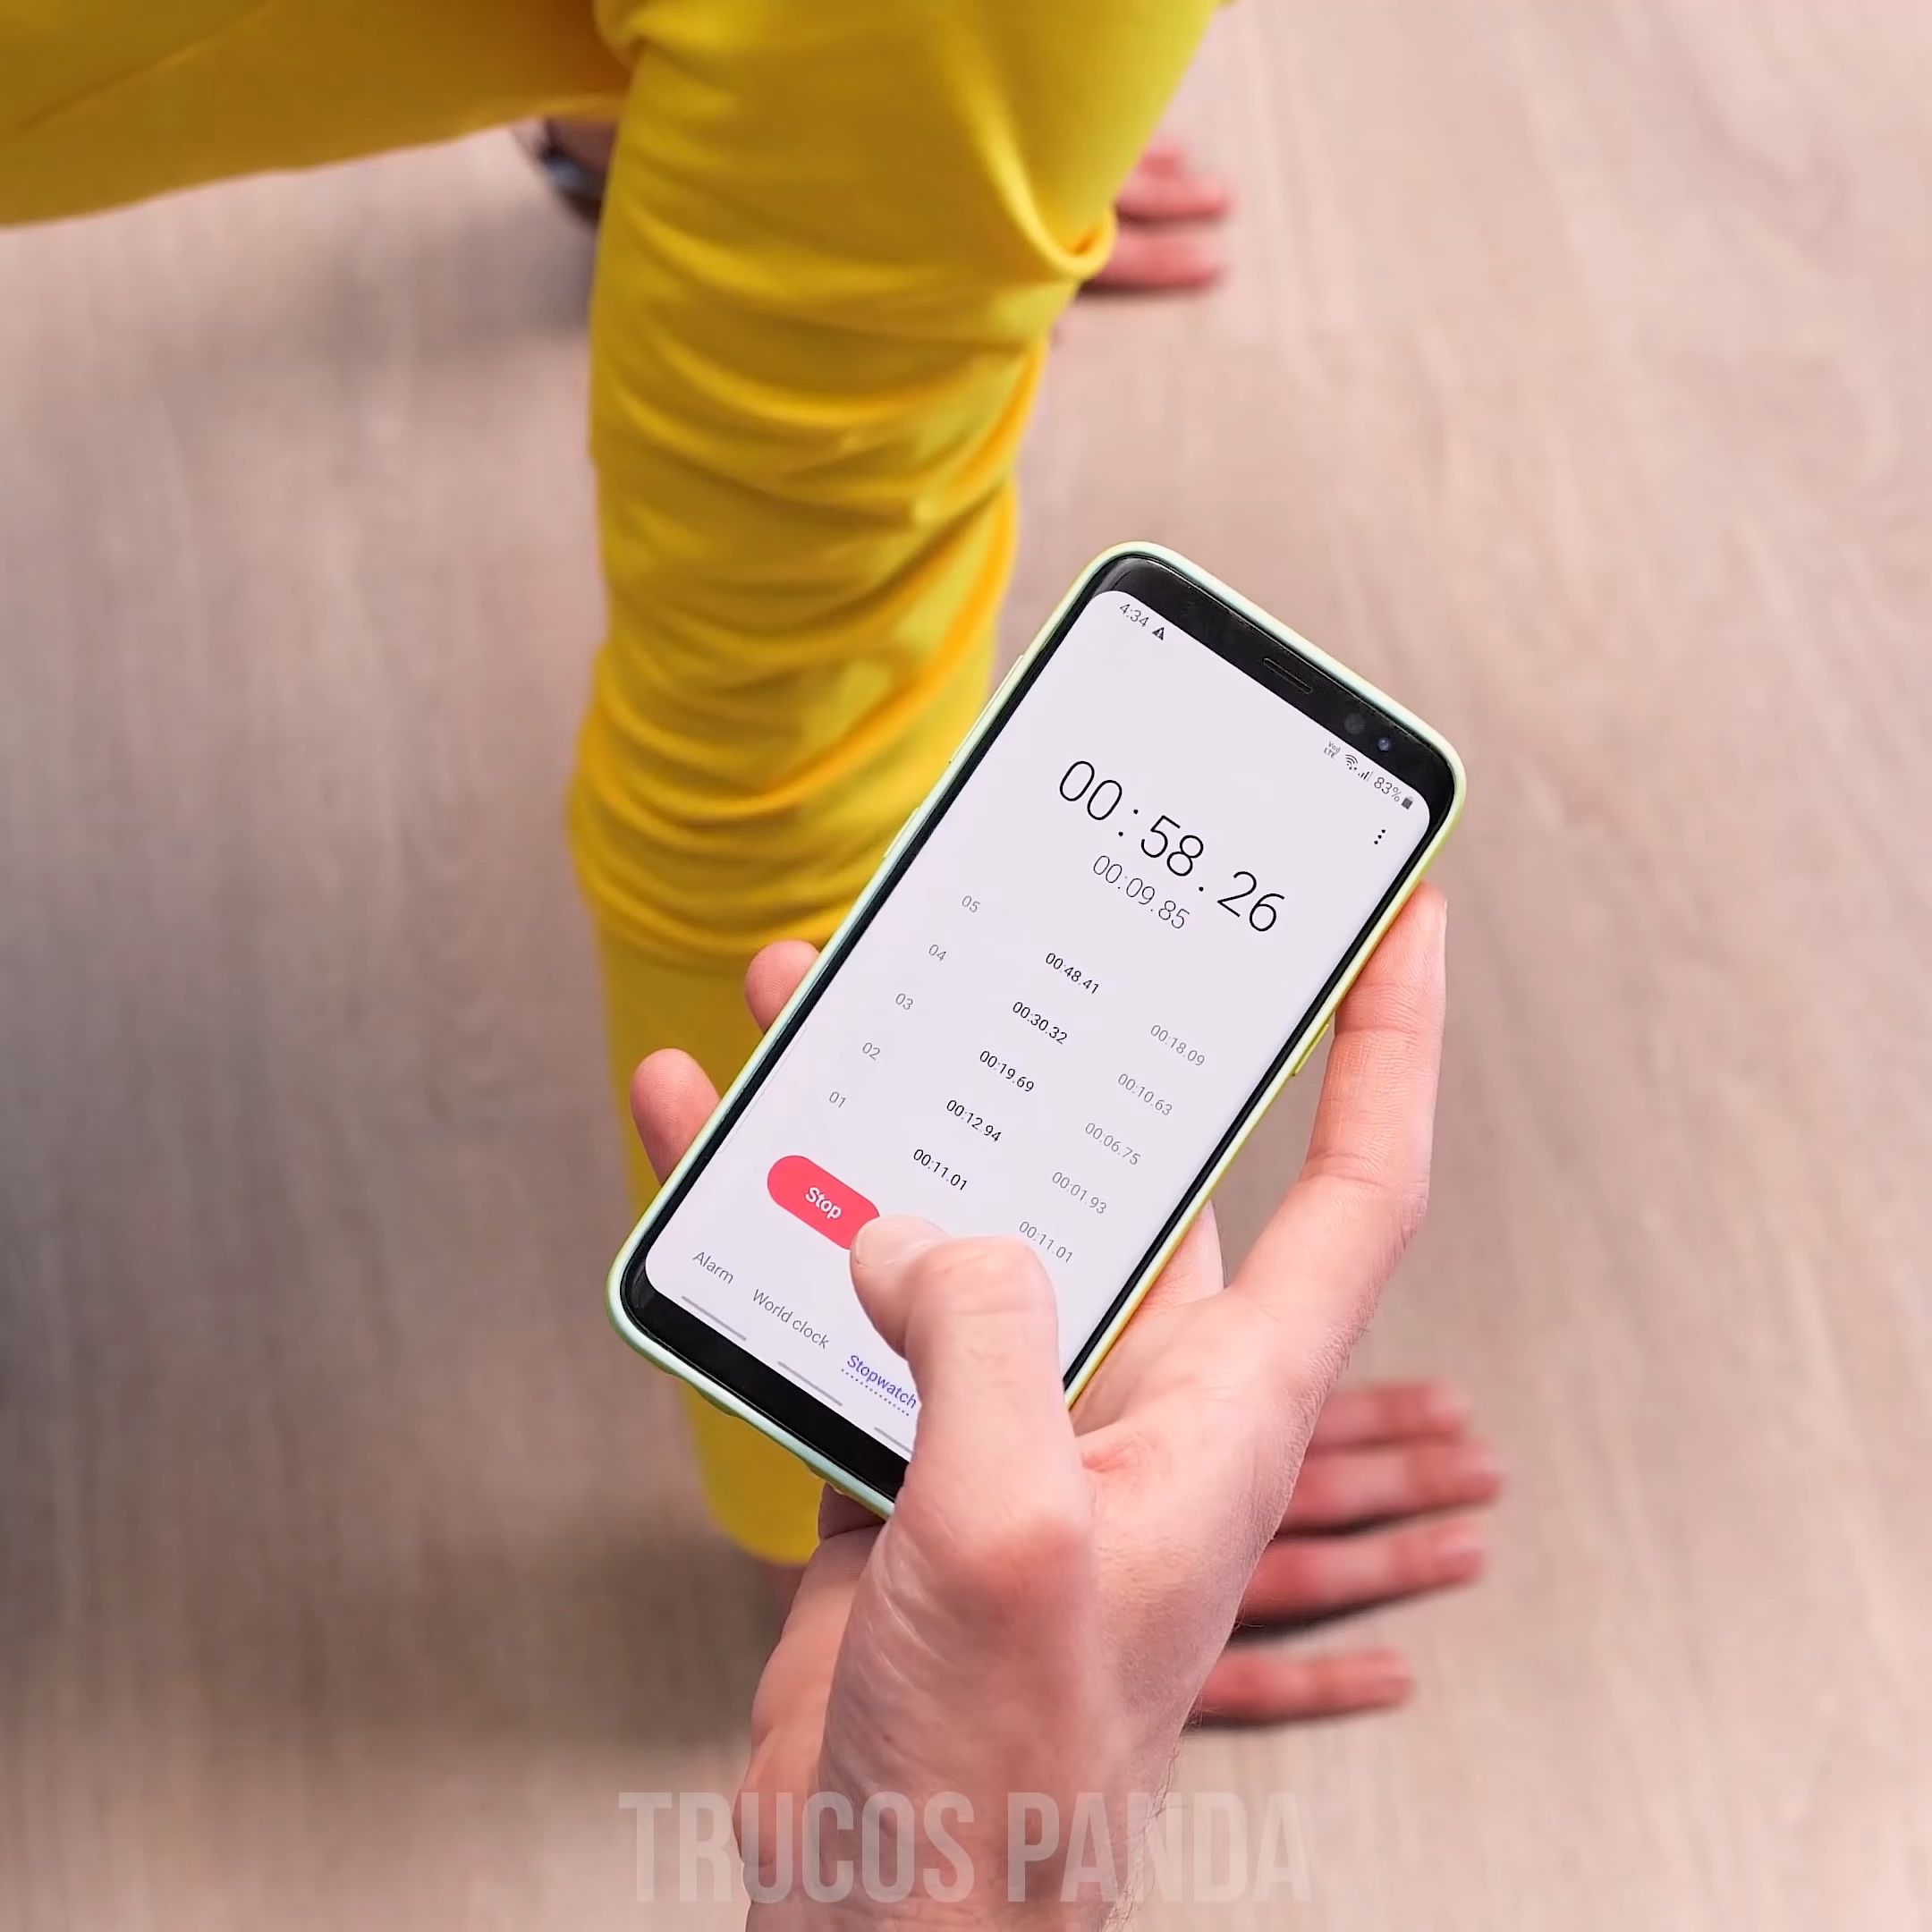 4:34
VoO LTE 83%
00:58.26
00:09.85
05 00:48.41 00:18.09
04 00:30.32 00:10.63
03 00:19.69 00:06.75
02 00:12.94 00:01.93
01 00:11.01 00:11.01
Stop
Alarm World clock Stopwatch
TRUCOS PANDA